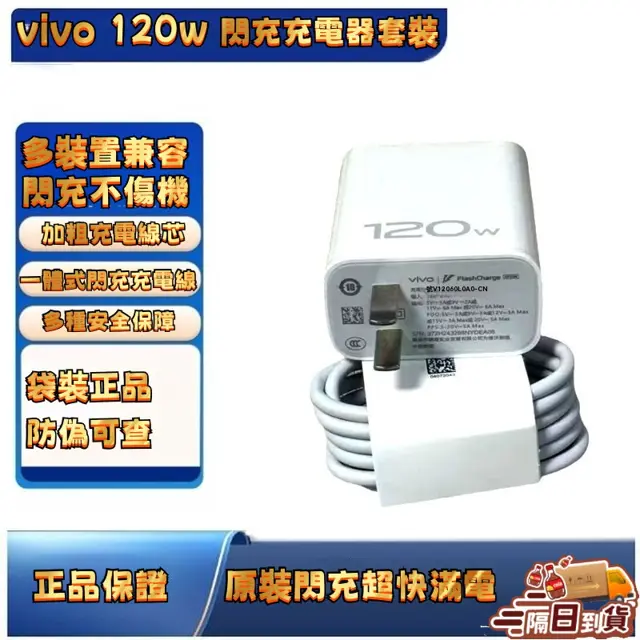 vivo 120w 閃充充電器套裝
多裝置兼容
閃充不傷機
加粗充電線芯
一體式閃充充電線
多種安全保障
袋裝正品
防偽可查
120w
vivo FlashCharge
V12060L0A0-CN
正品保證
原裝閃充超快滿電
隔日到貨